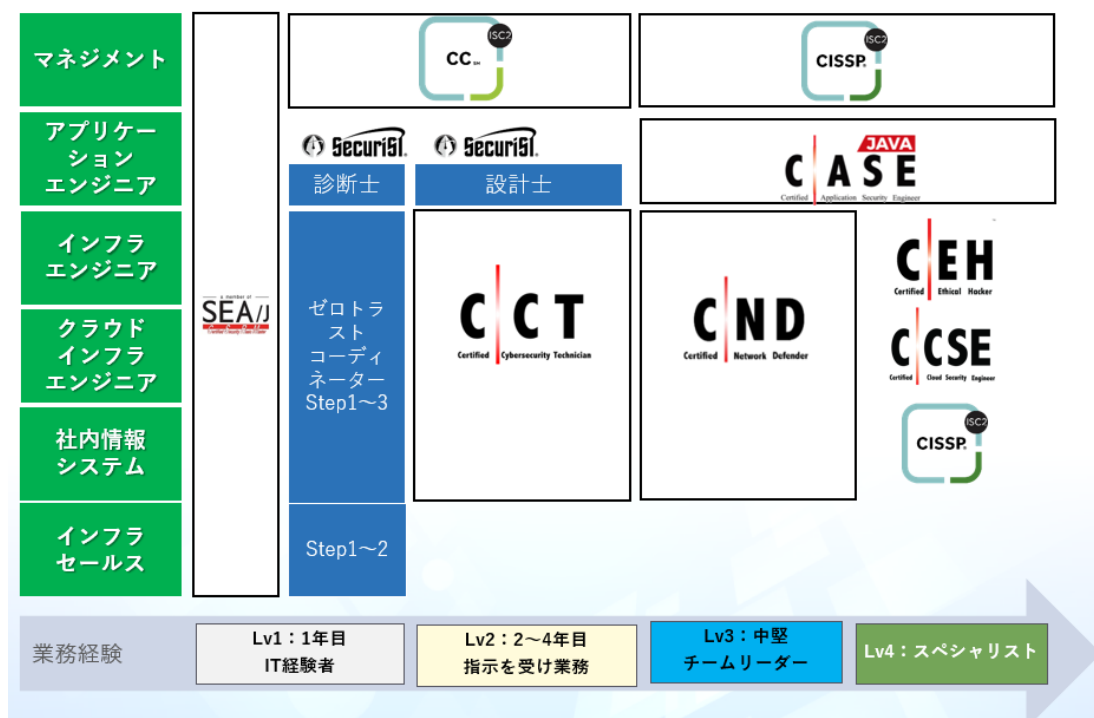 マネジメント
CC
SM
ISC2
CISSP®
ISC2
アプリケー
ション
エンジニア
SecuriST.
診断士
SecuriST.
設計士
JAVA
CASE
Certified Application Security Engineer
インフラ
エンジニア
クラウド
インフラ
エンジニア
社内情報
システム
インフラ
セールス
a member of
SEA/J
ゼロトラ
スト
コーディ
ネーター
Step1～3
Step1～2
CCT
Certified Cybersecurity Technician
CND
Certified Network Defender
CEH
Certified Ethical Hacker
CCSE
Certified Cloud Security Engineer
CISSP®
ISC2
業務経験
Lv1：1年目
IT経験者
Lv2：2～4年目
指示を受け業務
Lv3：中堅
チームリーダー
Lv4：スペシャリスト